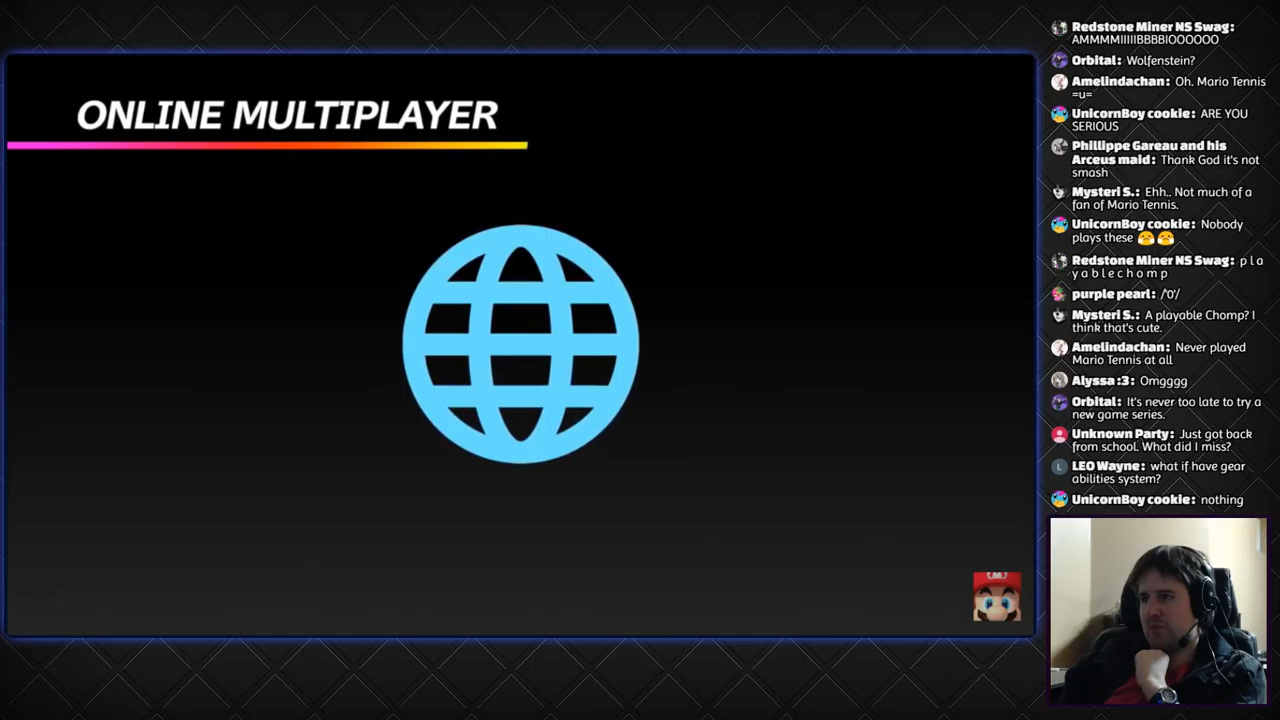 ONLINE MULTIPLAYER
Redstone Miner NS Swag:
AMMMMIIIIIBBBBIOOOOOO
Orbital: Wolfenstein?
Amelindachan: Oh. Mario Tennis
=u=
UnicornBoy cookie: ARE YOU
SERIOUS
Phillippe Gareau and his
Arceus maid: Thank God it's not
smash
Mysteri S.: Ehh.. Not much of a
fan of Mario Tennis.
UnicornBoy cookie: Nobody
plays these 😤😤
Redstone Miner NS Swag: p l a
y a b l e c h o m p
purple pearl: /'0'/
Mysteri S.: A playable Chomp? I
think that's cute.
Amelindachan: Never played
Mario Tennis at all
Alyssa :3: Omgggg
Orbital: It's never too late to try a
new game series.
Unknown Party: Just got back
from school. What did I miss?
L
LEO Wayne: what if have gear
abilities system?
UnicornBoy cookie: nothing
M